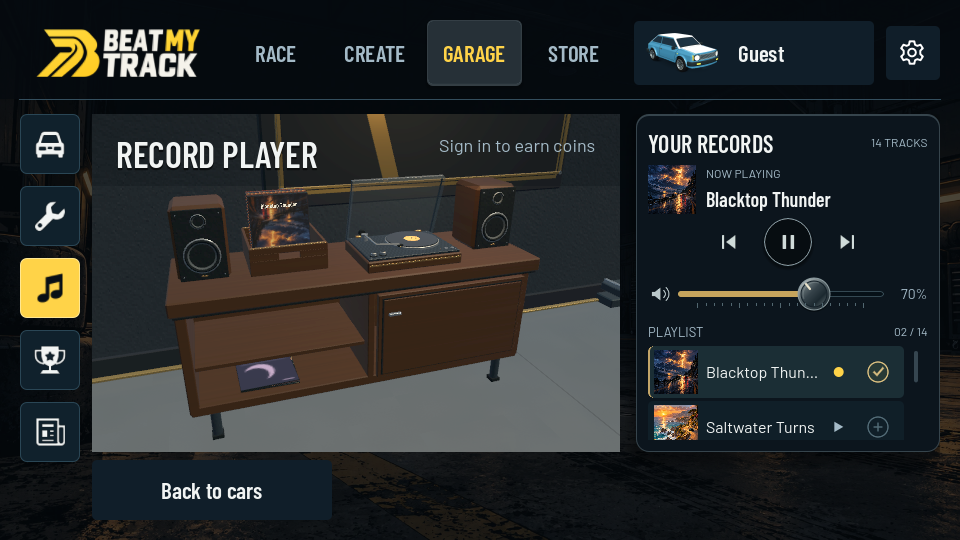 BEAT MY TRACK
RACE
CREATE
GARAGE
STORE
Guest
RECORD PLAYER
Sign in to earn coins
YOUR RECORDS
14 TRACKS
NOW PLAYING
Blacktop Thunder
70%
PLAYLIST
02 / 14
Blacktop Thun...
Saltwater Turns
Back to cars